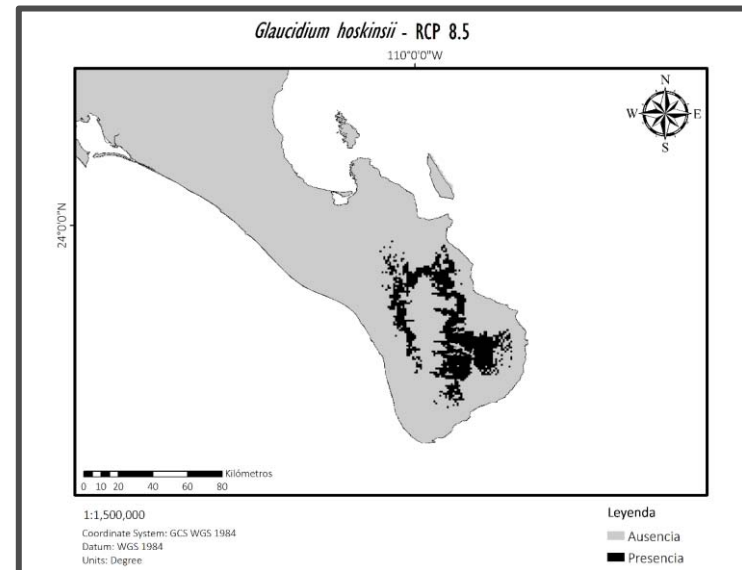 Glaucidium hoskinsii - RCP 8.5
110°0'0"W
N
W E
S
24°0'0"N
Kilómetros
0 10 20 40 60 80
1:1,500,000
Coordinate System: GCS WGS 1984
Datum: WGS 1984
Units: Degree
Leyenda
Ausencia
Presencia